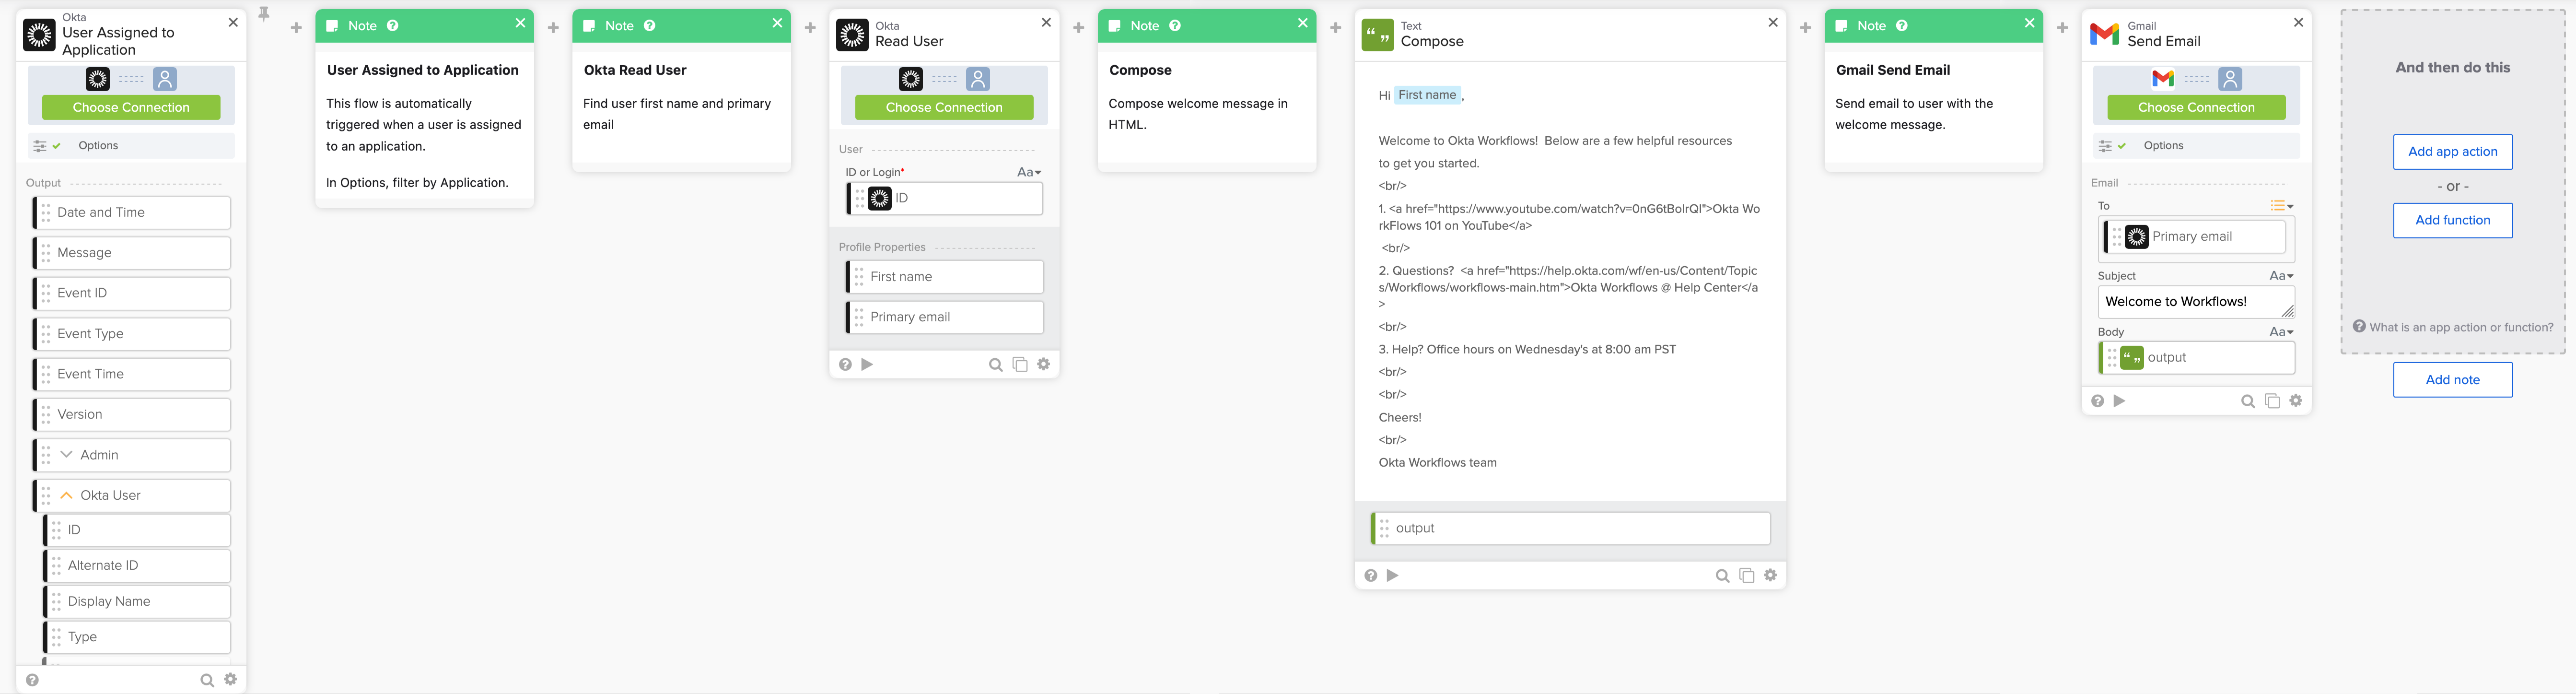 Okta
User Assigned to
Application
Choose Connection
Options
Output
Date and Time
Message
Event ID
Event Type
Event Time
Version
Admin
Okta User
ID
Alternate ID
Display Name
Type
Note
User Assigned to Application
This flow is automatically
triggered when a user is assigned
to an application.
In Options, filter by Application.
Note
Okta Read User
Find user first name and primary
email
Okta
Read User
Choose Connection
User
ID or Login*
Aa
ID
Profile Properties
First name
Primary email
Note
Compose
Compose welcome message in
HTML.
Text
Compose
Hi First name ,
Welcome to Okta Workflows!  Below are a few helpful resources
to get you started.
<br/>
1. <a href="https://www.youtube.com/watch?v=0nG6tBoIrQI">Okta Wo
rkFlows 101 on YouTube</a>
<br/>
2. Questions?  <a href="https://help.okta.com/wf/en-us/Content/Topic
s/Workflows/workflows-main.htm">Okta Workflows @ Help Center</a
>
<br/>
3. Help? Office hours on Wednesday's at 8:00 am PST
<br/>
<br/>
Cheers!
<br/>
Okta Workflows team
output
Note
Gmail Send Email
Send email to user with the
welcome message.
Gmail
Send Email
Choose Connection
Options
Email
To
Primary email
Subject
Aa
Welcome to Workflows!
Body
Aa
output
And then do this
Add app action
- or -
Add function
What is an app action or function?
Add note